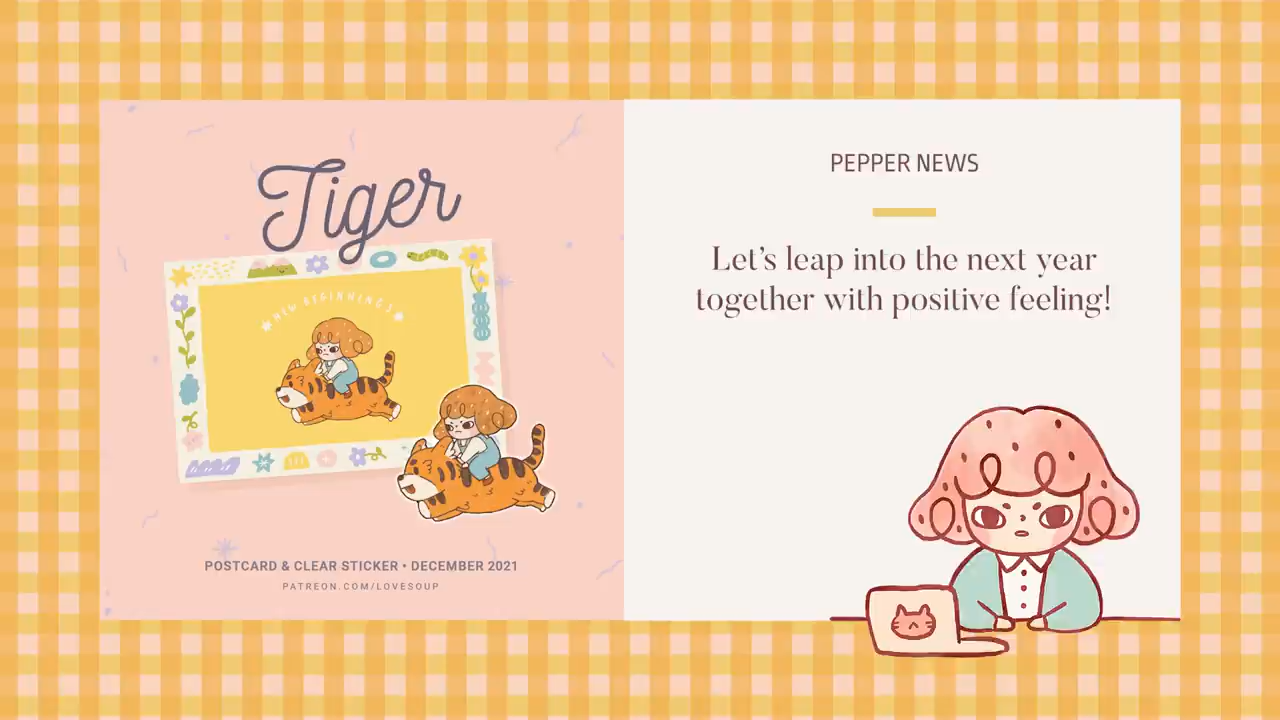 Tiger
NEW BEGINNINGS
POSTCARD & CLEAR STICKER • DECEMBER 2021
PATREON.COM/LOVESOUP
PEPPER NEWS
Let’s leap into the next year
together with positive feeling!